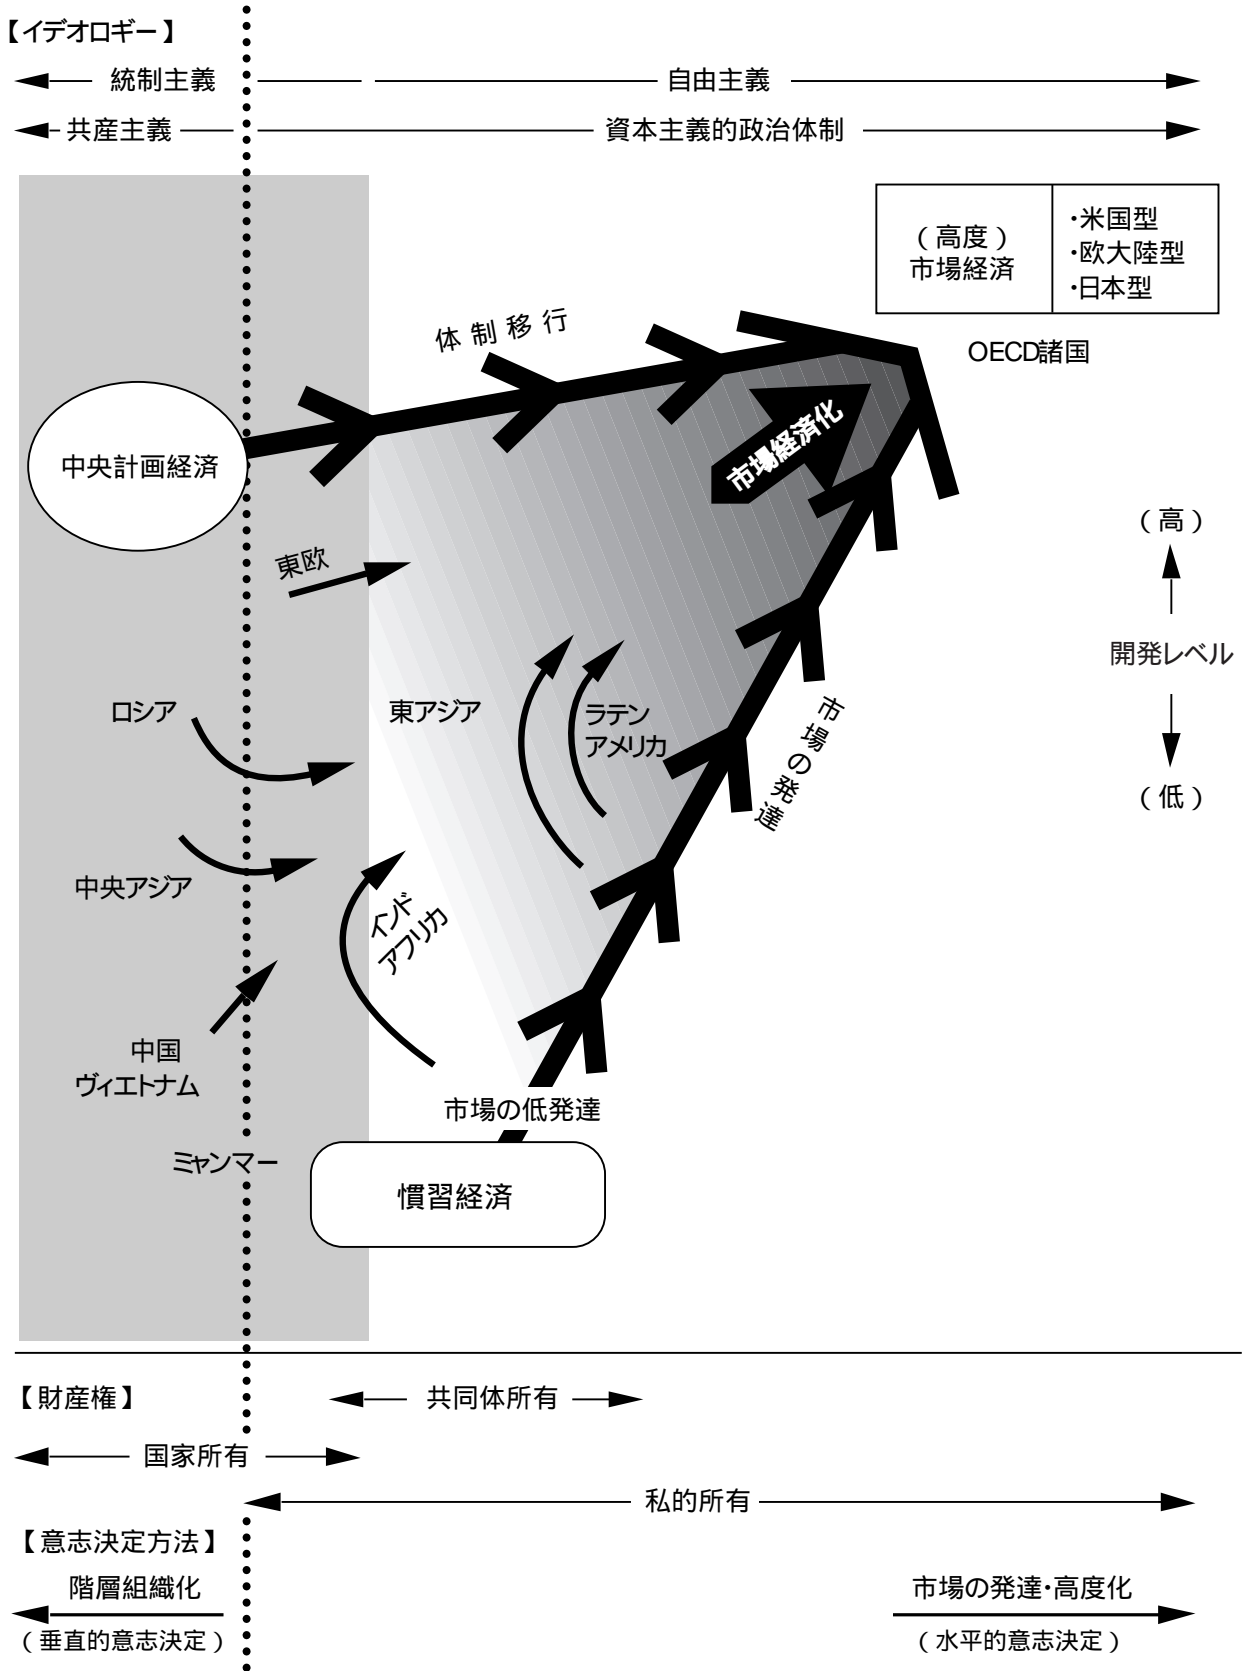 【イデオロギー】
統制主義
自由主義
共産主義
資本主義的政治体制
（高度）
市場経済
・米国型
・欧大陸型
・日本型
体制移行
OECD諸国
市場経済化
中央計画経済
（高）
東欧
開発レベル
ロシア
東アジア
ラテン
アメリカ
市場の発達
（低）
中央アジア
インド
アフリカ
中国
ヴィエトナム
市場の低発達
ミャンマー
慣習経済
【財産権】
共同体所有
国家所有
私的所有
【意志決定方法】
階層組織化
（垂直的意志決定）
市場の発達・高度化
（水平的意志決定）